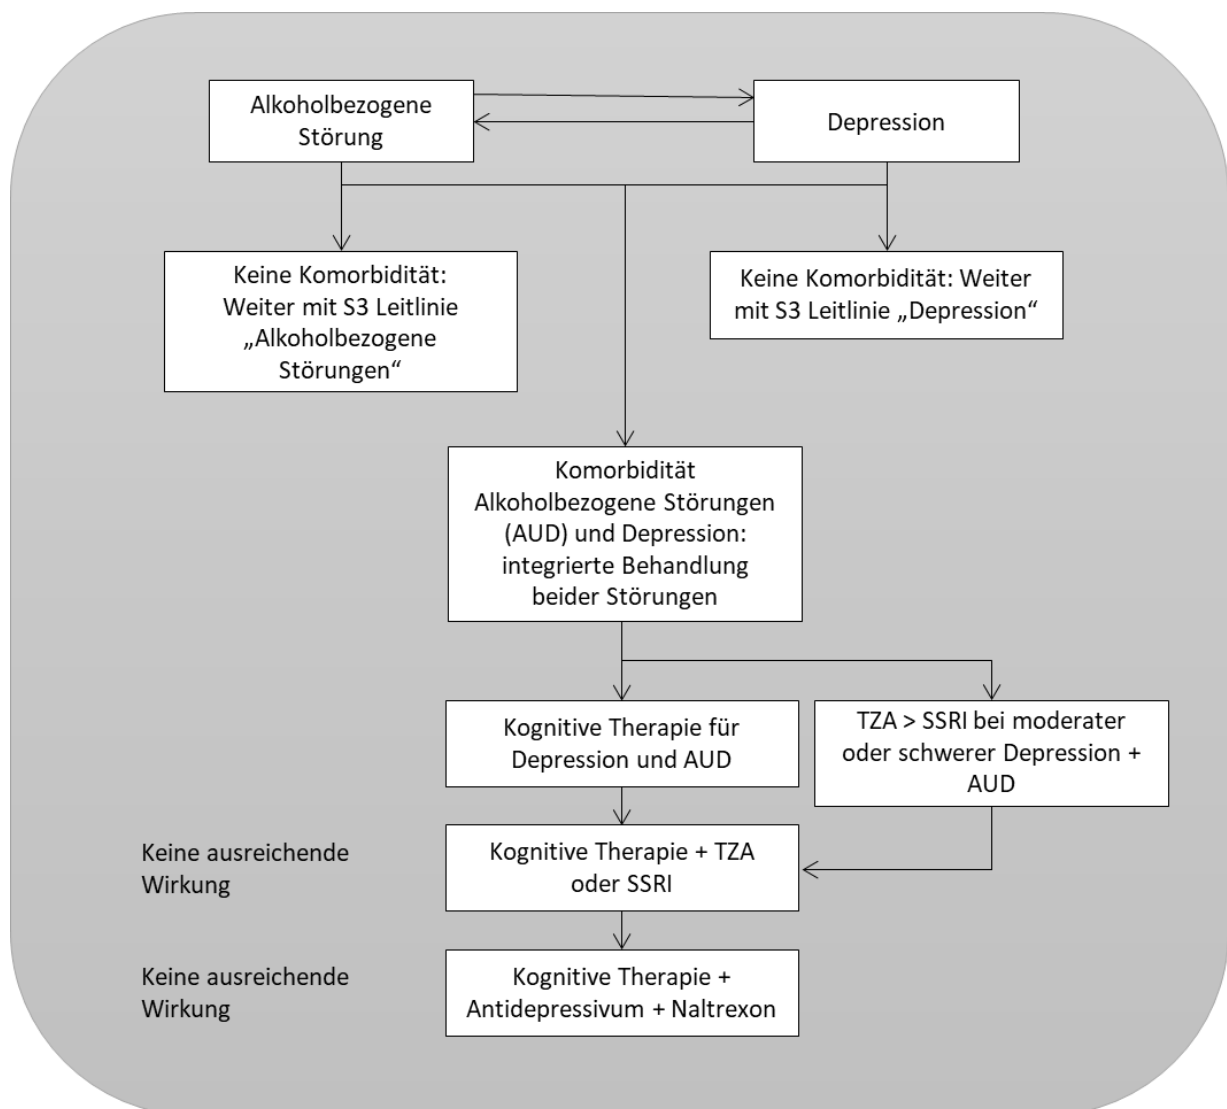 Alkoholbezogene
Störung
Depression
Keine Komorbidität:
Weiter mit S3 Leitlinie
„Alkoholbezogene
Störungen“
Keine Komorbidität: Weiter
mit S3 Leitlinie „Depression“
Komorbidität
Alkoholbezogene Störungen
(AUD) und Depression:
integrierte Behandlung
beider Störungen
Kognitive Therapie für
Depression und AUD
TZA > SSRI bei moderater
oder schwerer Depression +
AUD
Keine ausreichende
Wirkung
Kognitive Therapie + TZA
oder SSRI
Keine ausreichende
Wirkung
Kognitive Therapie +
Antidepressivum + Naltrexon